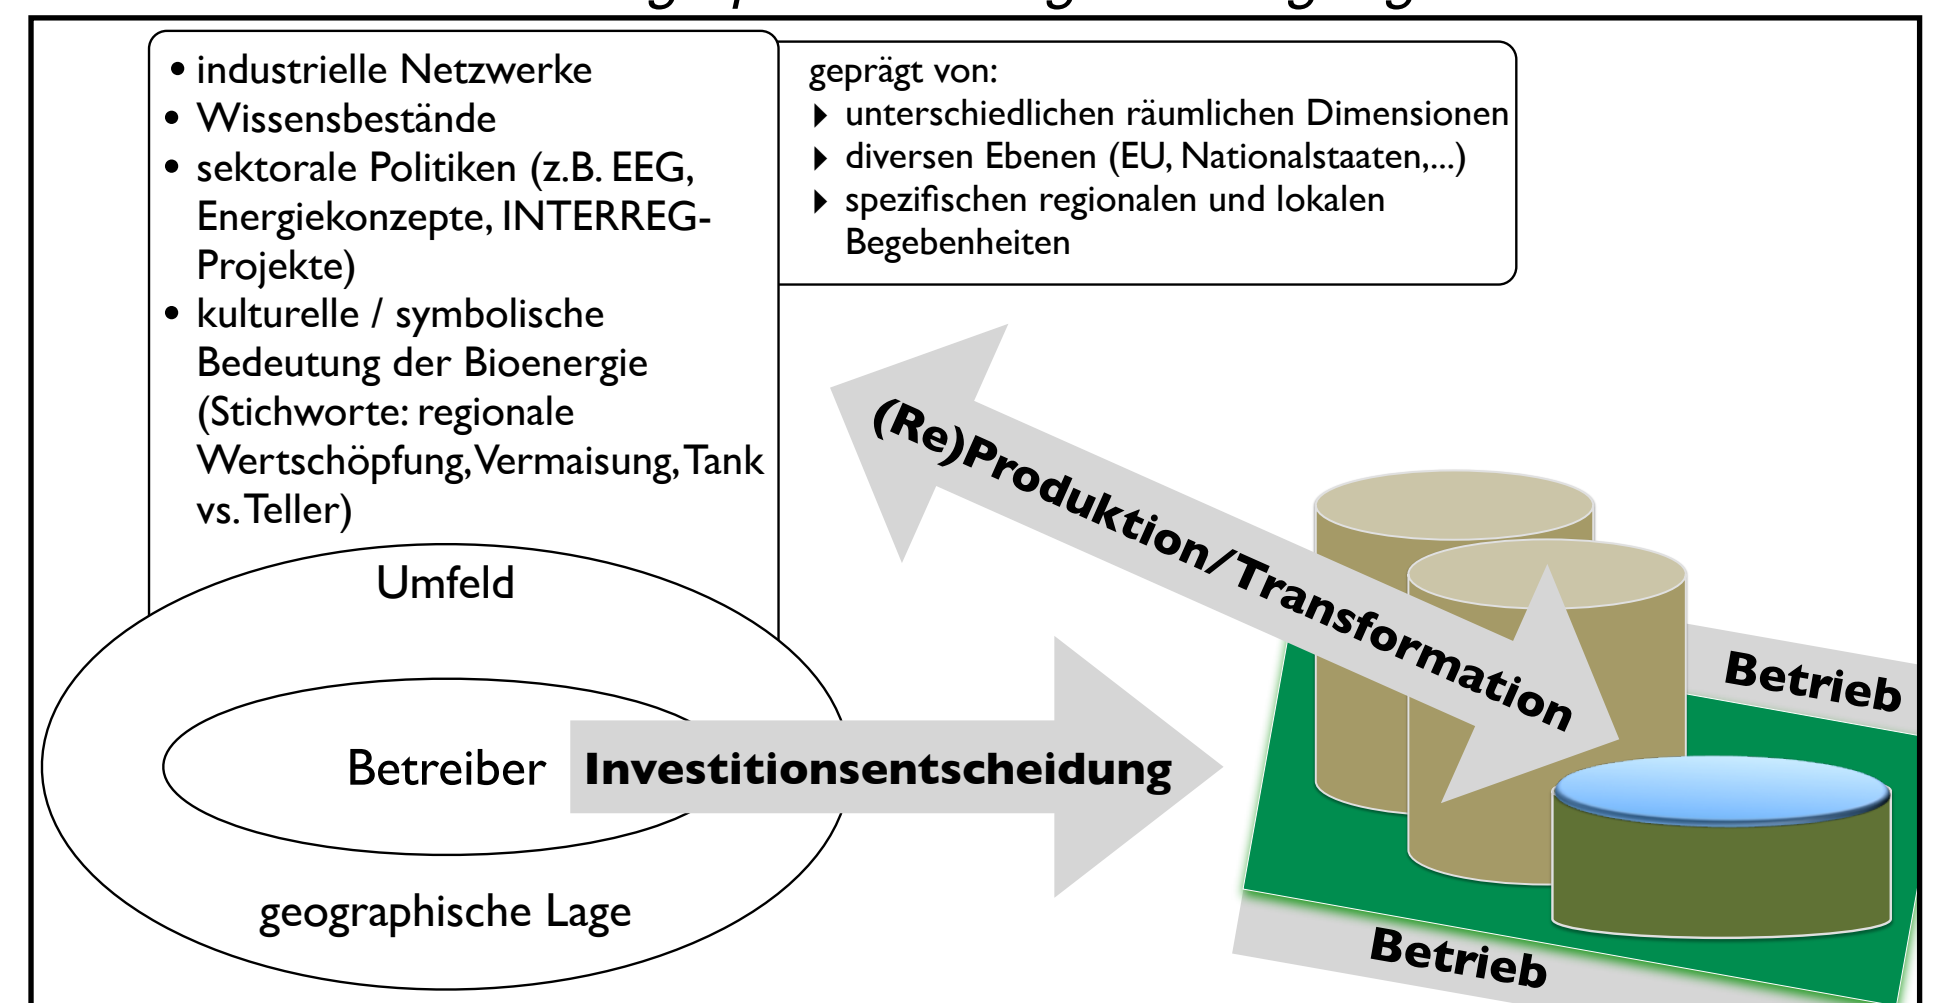 • industrielle Netzwerke
• Wissensbestände
• sektorale Politiken (z.B. EEG,
Energiekonzepte, INTERREG-
Projekte)
• kulturelle / symbolische
Bedeutung der Bioenergie
(Stichworte: regionale
Wertschöpfung, Vermaisung, Tank
vs. Teller)
geprägt von:
‣ unterschiedlichen räumlichen Dimensionen
‣ diversen Ebenen (EU, Nationalstaaten,...)
‣ spezifischen regionalen und lokalen
Begebenheiten
(Re)Produktion/Transformation
Umfeld
Betreiber
Investitionsentscheidung
geographische Lage
Betrieb
Betrieb